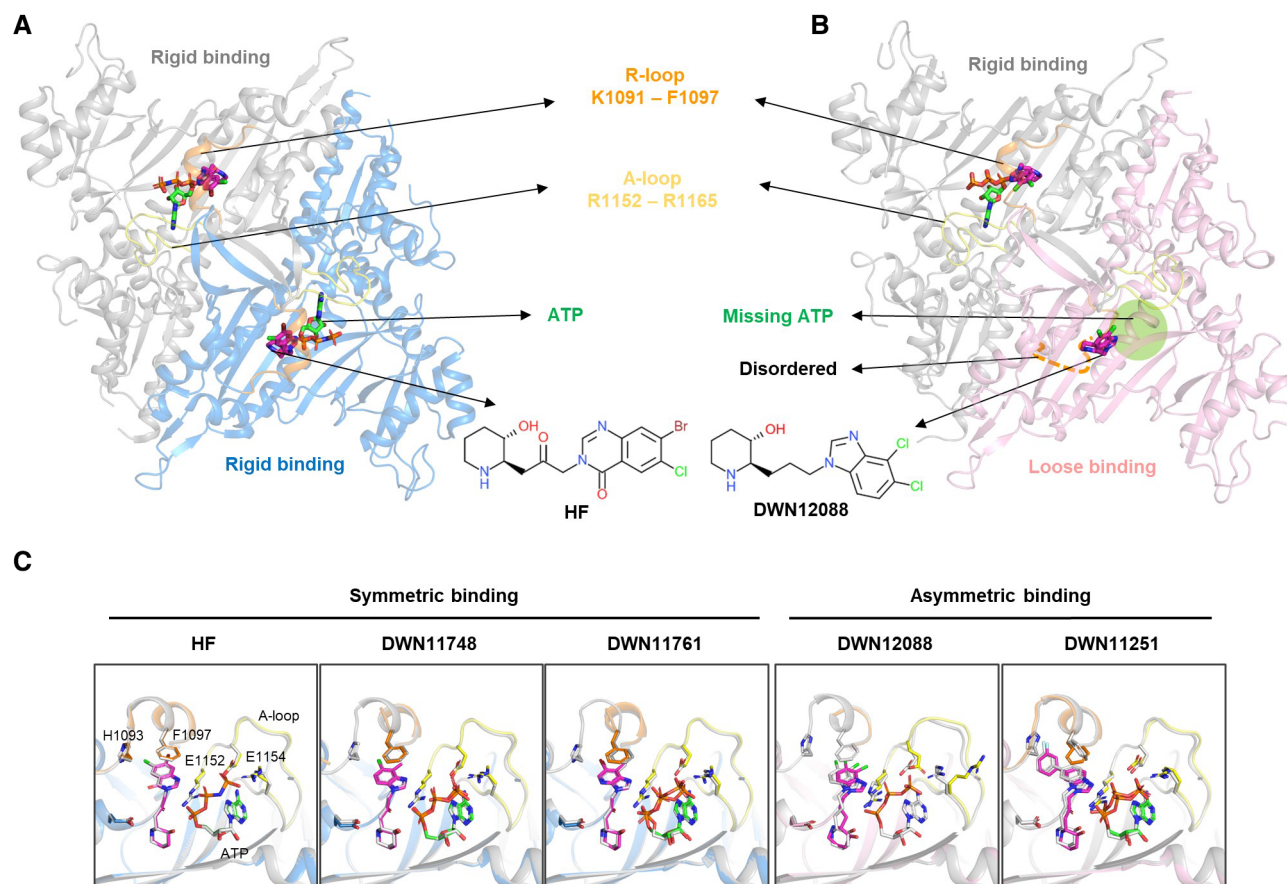 A
B
Rigid binding
R-loop
K1091 – F1097
Rigid binding
A-loop
R1152 – R1165
ATP
Missing ATP
Disordered
Rigid binding
Loose binding
OH
O
N
Br
N
Cl
NH
O
HF
OH
N
Cl
N
Cl
NH
DWN12088
C
Symmetric binding
Asymmetric binding
HF
DWN11748
DWN11761
DWN12088
DWN11251
A-loop
H1093
F1097
E1152
E1154
ATP